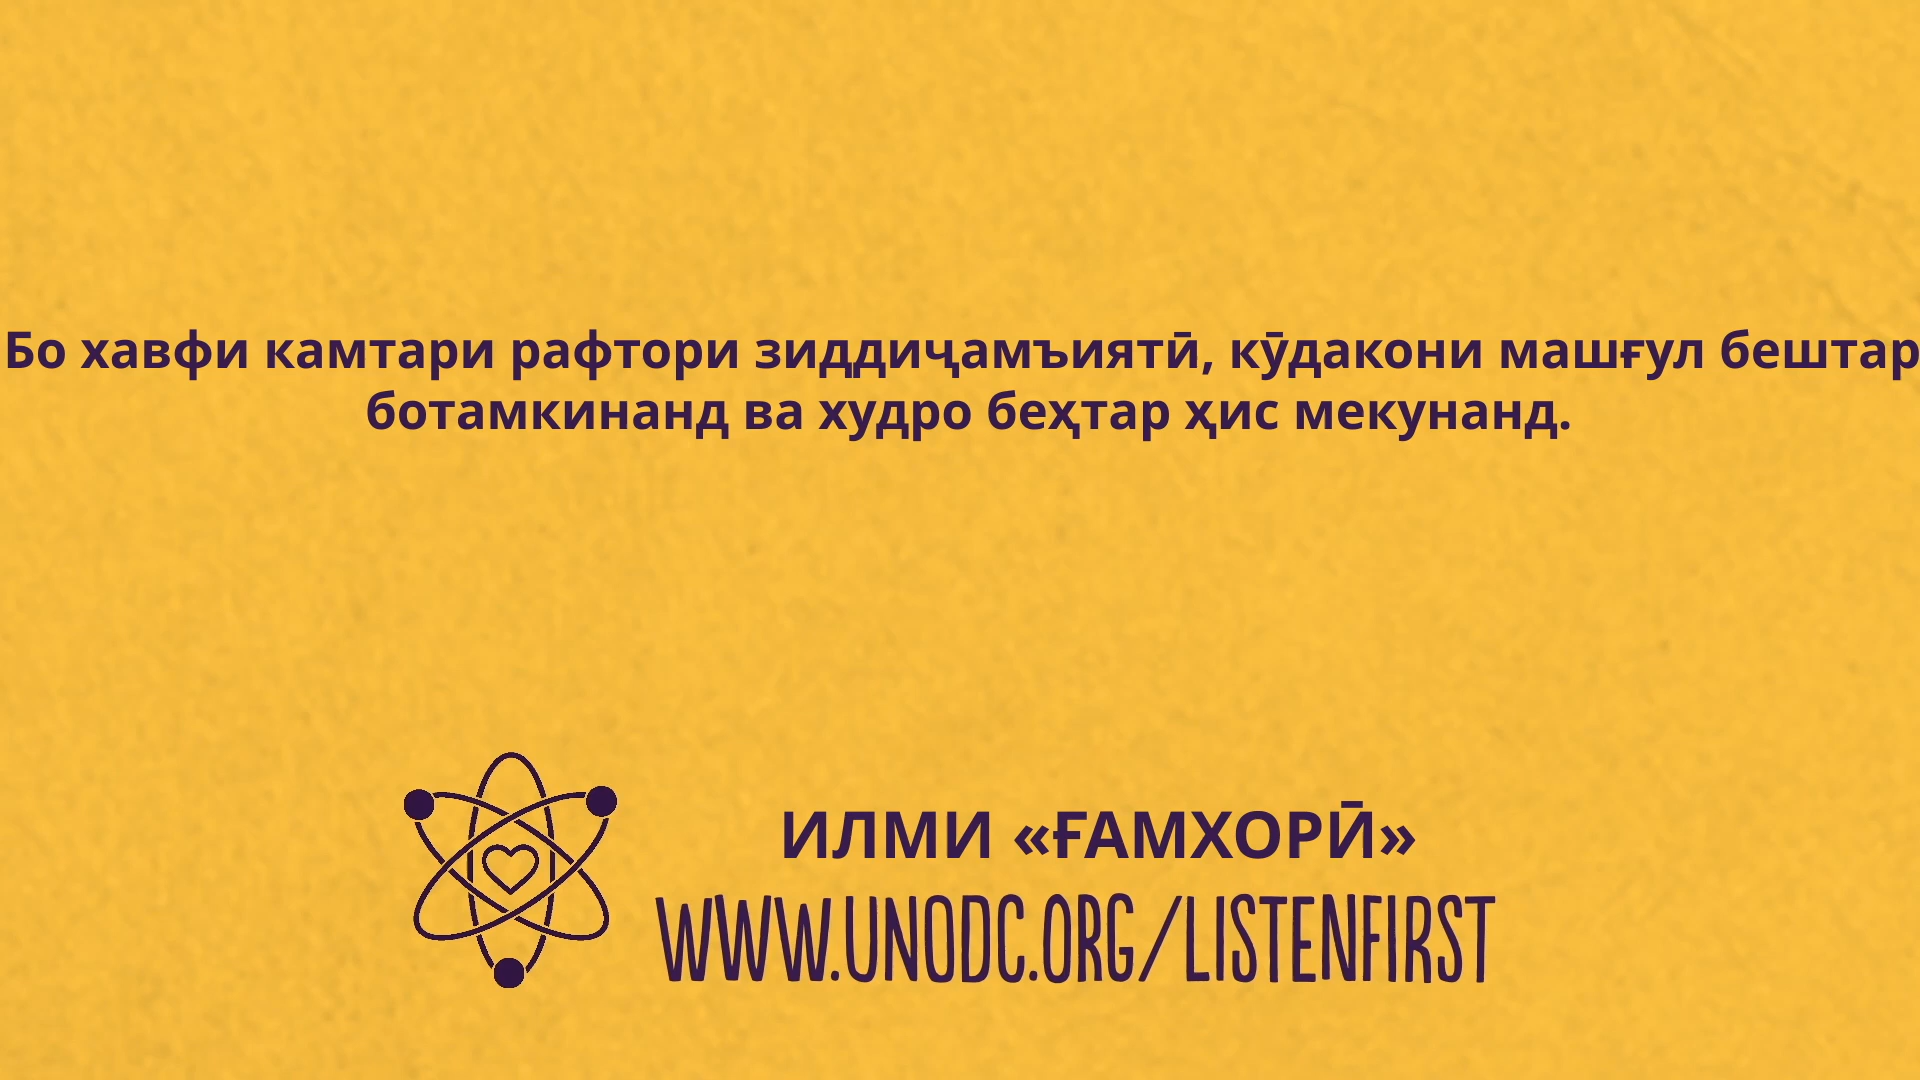 Бо хавфи камтари рафтори зиддиҷамъиятӣ, кӯдакони машғул бештар
ботамкинанд ва худро беҳтар ҳис мекунанд.
ИЛМИ «ҒАМХОРӢ»
WWW.UNODC.ORG/LISTENFIRST